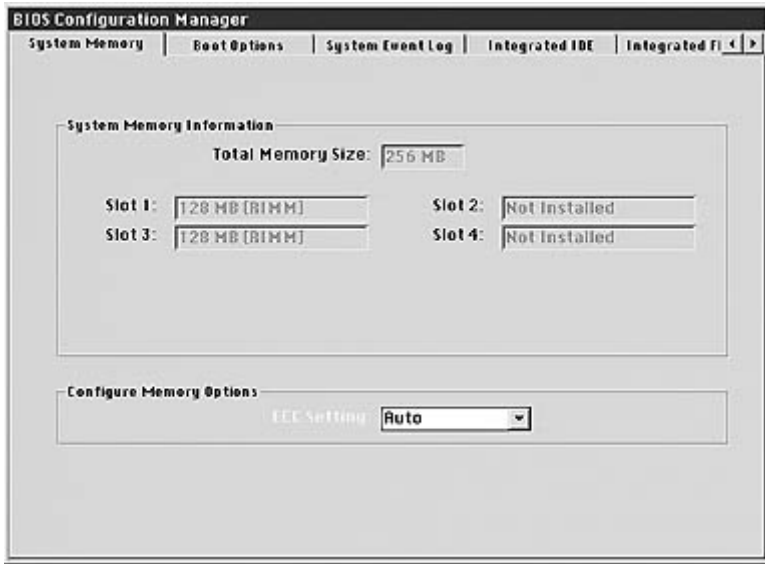 BIOS Configuration Manager
System Memory Boot Options System Event Log Integrated IDE Integrated Fl
System Memory Information
Total Memory Size: 256 MB
Slot 1: 128 MB [RIMM] Slot 2: Not Installed
Slot 3: 128 MB [RIMM] Slot 4: Not Installed
Configure Memory Options
ECC Setting Auto